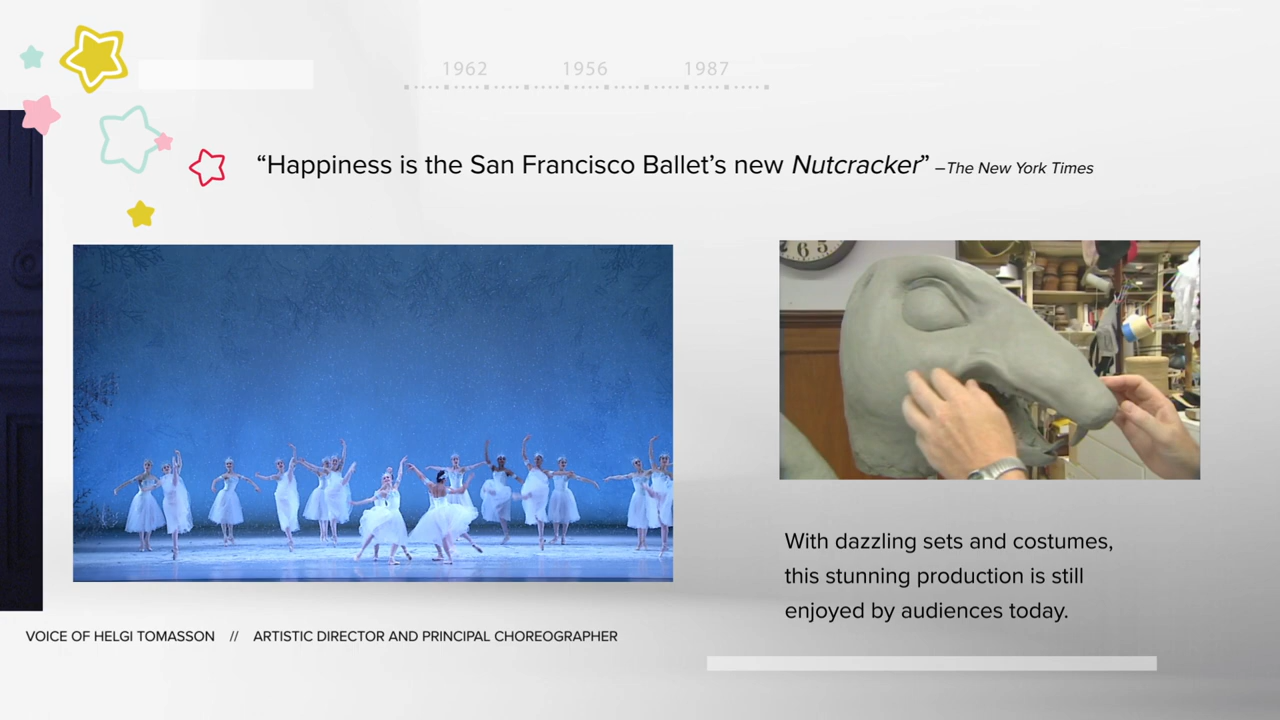 1962 1956 1987
“Happiness is the San Francisco Ballet’s new Nutcracker” –The New York Times
6 5
With dazzling sets and costumes,
this stunning production is still
enjoyed by audiences today.
VOICE OF HELGI TOMASSON // ARTISTIC DIRECTOR AND PRINCIPAL CHOREOGRAPHER